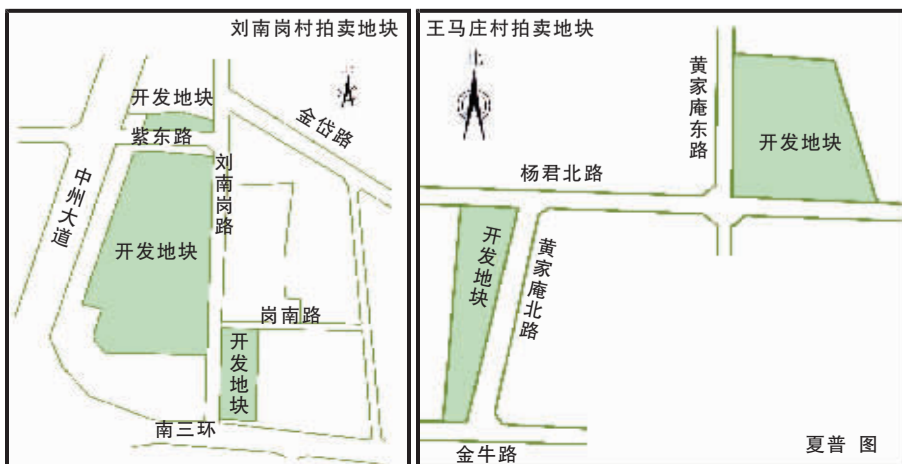 刘南岗村拍卖地块
开发地块
紫东路
金岱路
中州大道
刘南岗路
开发地块
岗南路
开发地块
南三环
王马庄村拍卖地块
北
黄家庵东路
开发地块
杨君北路
开发地块
黄家庵北路
金牛路
夏普 图